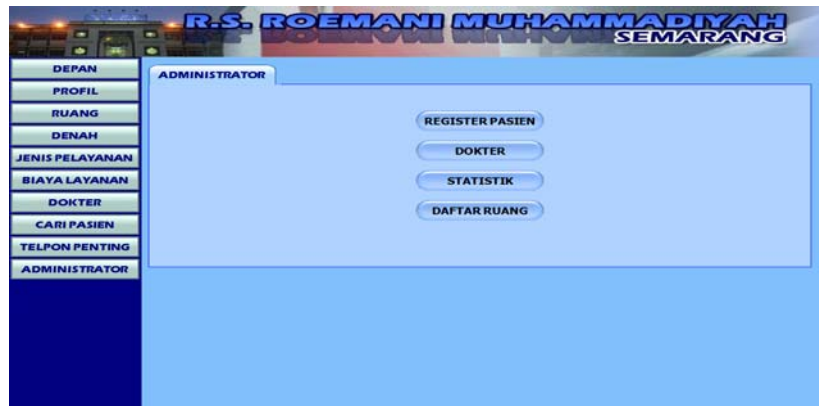 R.S. ROEMANI MUHAMMADIYAH
SEMARANG
DEPAN
PROFIL
RUANG
DENAH
JENIS PELAYANAN
BIAYA LAYANAN
DOKTER
CARI PASIEN
TELPON PENTING
ADMINISTRATOR
ADMINISTRATOR
REGISTER PASIEN
DOKTER
STATISTIK
DAFTAR RUANG